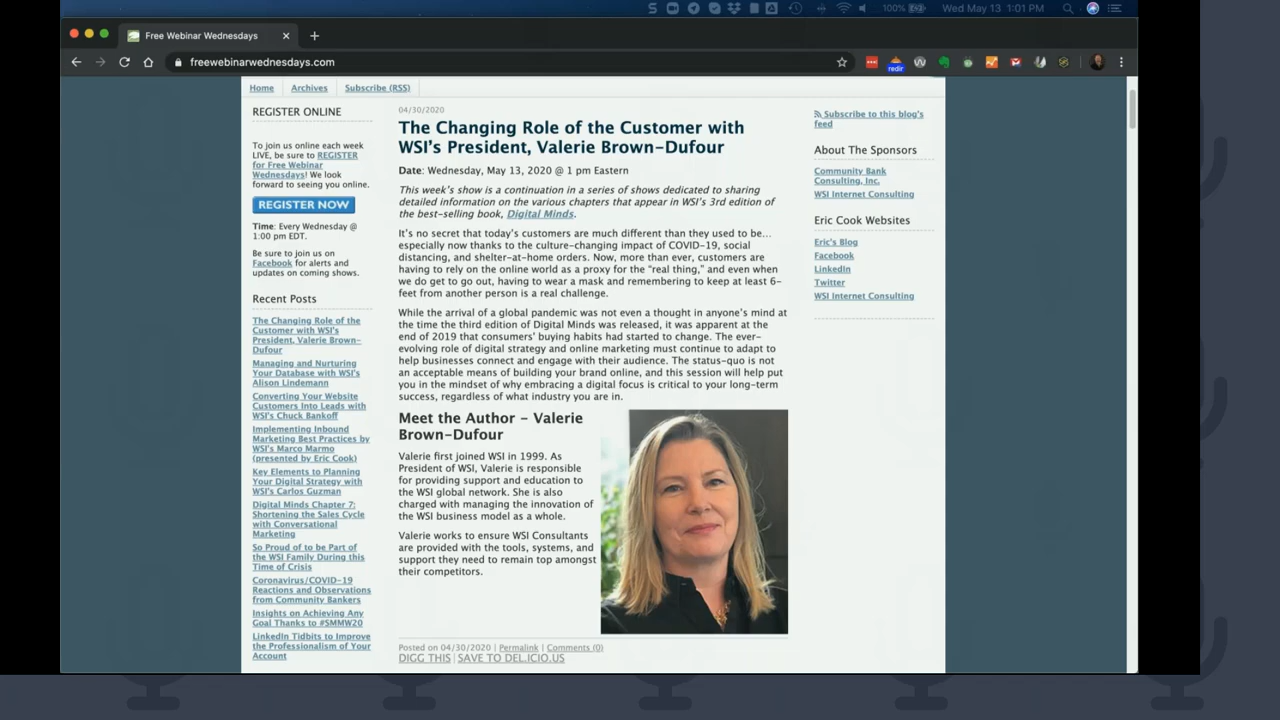 100%
Wed May 13 1:01 PM
Free Webinar Wednesdays
freewebinarwednesdays.com
redir
Home
Archives
Subscribe (RSS)
REGISTER ONLINE
To join us online each week
LIVE, be sure to REGISTER
for Free Webinar
Wednesdays! We look
forward to seeing you online.
REGISTER NOW
Time: Every Wednesday @
1:00 pm EDT.
Be sure to join us on
Facebook for alerts and
updates on coming shows.
Recent Posts
The Changing Role of the
Customer with WSI's
President, Valerie Brown-
Dufour
Managing and Nurturing
Your Database with WSI's
Alison Lindemann
Converting Your Website
Customers Into Leads with
WSI's Chuck Bankoff
Implementing Inbound
Marketing Best Practices by
WSI's Marco Marmo
(presented by Eric Cook)
Key Elements to Planning
Your Digital Strategy with
WSI's Carlos Guzman
Digital Minds Chapter 7:
Shortening the Sales Cycle
with Conversational
Marketing
So Proud of to be Part of
the WSI Family During this
Time of Crisis
Coronavirus/COVID-19
Reactions and Observations
from Community Bankers
Insights on Achieving Any
Goal Thanks to #SMMW20
LinkedIn Tidbits to Improve
the Professionalism of Your
Account
04/30/2020
The Changing Role of the Customer with
WSI's President, Valerie Brown-Dufour
Date: Wednesday, May 13, 2020 @ 1 pm Eastern
This week's show is a continuation in a series of shows dedicated to sharing
detailed information on the various chapters that appear in WSI's 3rd edition of
the best-selling book, Digital Minds.
It's no secret that today's customers are much different than they used to be...
especially now thanks to the culture-changing impact of COVID-19, social
distancing, and shelter-at-home orders. Now, more than ever, customers are
having to rely on the online world as a proxy for the "real thing," and even when
we do get to go out, having to wear a mask and remembering to keep at least 6-
feet from another person is a real challenge.
While the arrival of a global pandemic was not even a thought in anyone's mind at
the time the third edition of Digital Minds was released, it was apparent at the
end of 2019 that consumers' buying habits had started to change. The ever-
evolving role of digital strategy and online marketing must continue to adapt to
help businesses connect and engage with their audience. The status-quo is not
an acceptable means of building your brand online, and this session will help put
you in the mindset of why embracing a digital focus is critical to your long-term
success, regardless of what industry you are in.
Meet the Author - Valerie
Brown-Dufour
Valerie first joined WSI in 1999. As
President of WSI, Valerie is responsible
for providing support and education to
the WSI global network. She is also
charged with managing the innovation of
the WSI business model as a whole.
Valerie works to ensure WSI Consultants
are provided with the tools, systems, and
support they need to remain top amongst
their competitors.
Posted on 04/30/2020 | Permalink | Comments (0)
DIGG THIS | SAVE TO DEL.ICIO.US
Subscribe to this blog's
feed
About The Sponsors
Community Bank
Consulting, Inc.
WSI Internet Consulting
Eric Cook Websites
Eric's Blog
Facebook
LinkedIn
Twitter
WSI Internet Consulting